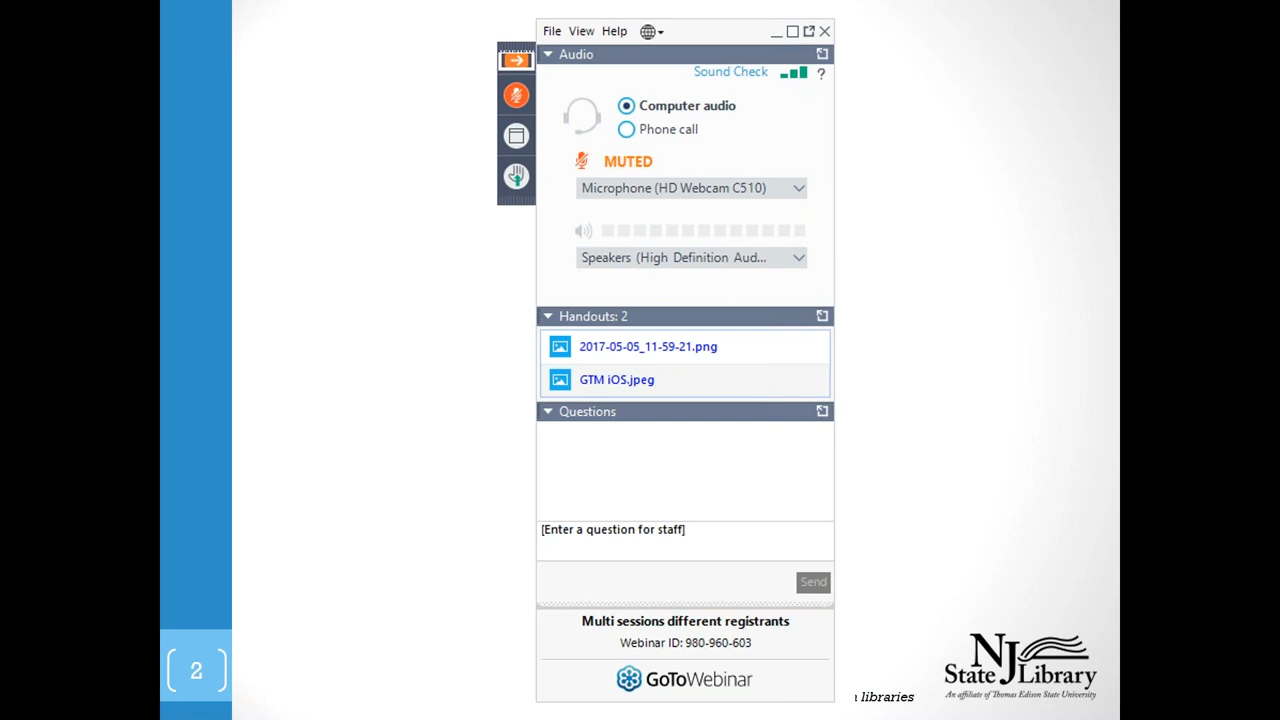 File View Help
Audio
Sound Check ?
Computer audio
Phone call
MUTED
Microphone (HD Webcam C510)
Speakers (High Definition Aud...
Handouts: 2
2017-05-05_11-59-21.png
GTM iOS.jpeg
Questions
[Enter a question for staff]
Send
Multi sessions different registrants
Webinar ID: 980-960-603
GoToWebinar
2
libraries
NJ
State Library
An affiliate of Thomas Edison State University